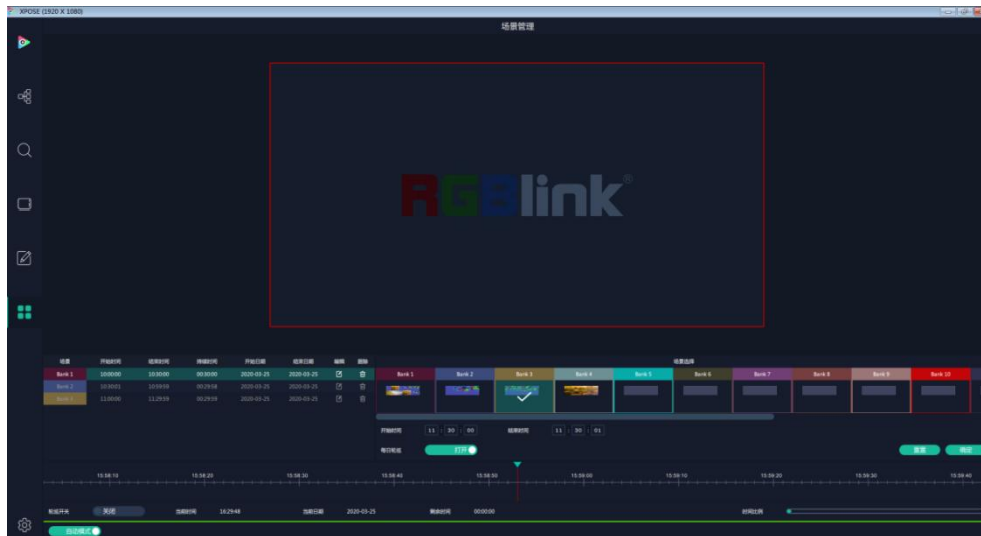 XPOSE (1920 X 1080)
场景管理
RGBlink®
场景 开始时间 结束时间 持续时间 开始日期 结束日期 编辑 删除
Bank 1 10:00:00 10:30:00 00:30:00 2020-03-25 2020-03-25
Bank 2 10:30:01 10:59:59 00:29:58 2020-03-25 2020-03-25
Bank 3 11:00:00 11:29:59 00:29:59 2020-03-25 2020-03-25
场景选择
Bank 1 Bank 2 Bank 3 Bank 4 Bank 5 Bank 6 Bank 7 Bank 8 Bank 9 Bank 10
开始时间 11 : 30 : 00 结束时间 11 : 30 : 01
每日轮巡 打开 重置 确定
15:58:10 15:58:20 15:58:30 15:58:40 15:58:50 15:59:00 15:59:10 15:59:20 15:59:30 15:59:40
轮巡开关 关闭 当前时间 16:29:48 当前日期 2020-03-25 剩余时间 00:00:00 时间比例
自动模式